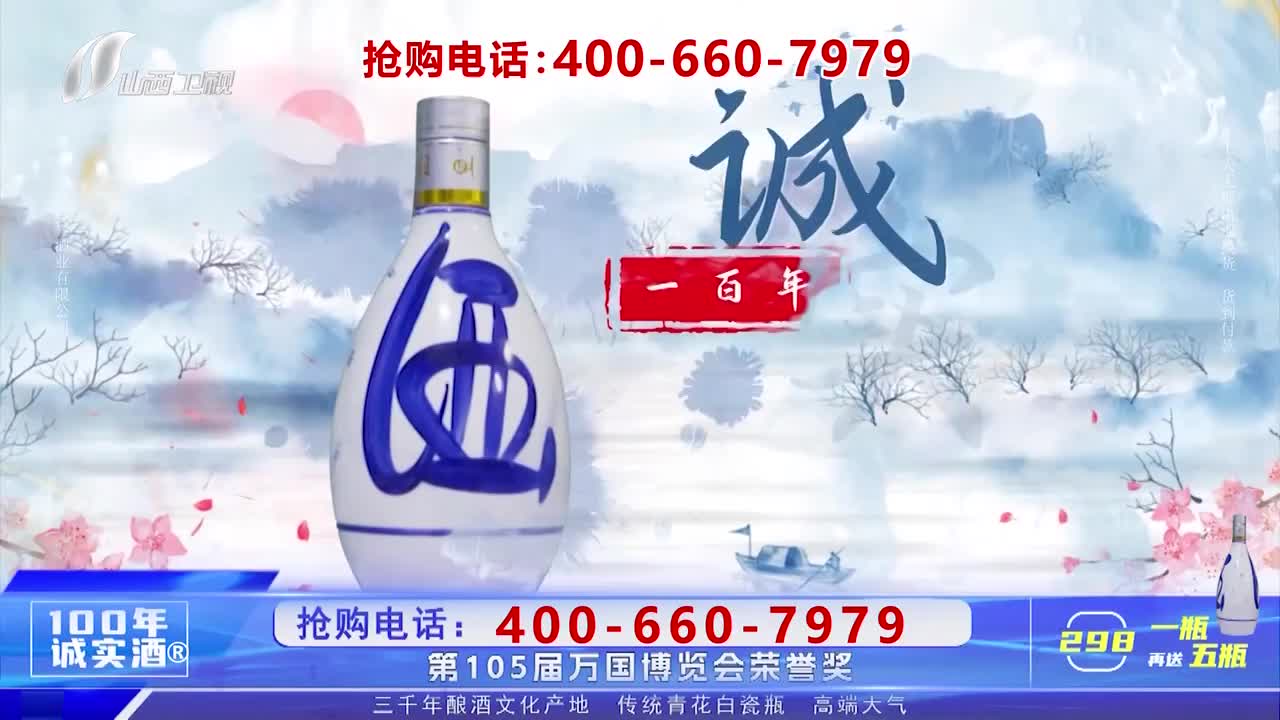 抢购电话:400-660-7979
山西卫视
诚
一百年
酒
100年
诚实酒®
抢购电话: 400-660-7979
第105届万国博览会荣誉奖
298
一瓶
再送 五瓶
三千年酿酒文化产地 传统青花白瓷瓶 高端大气